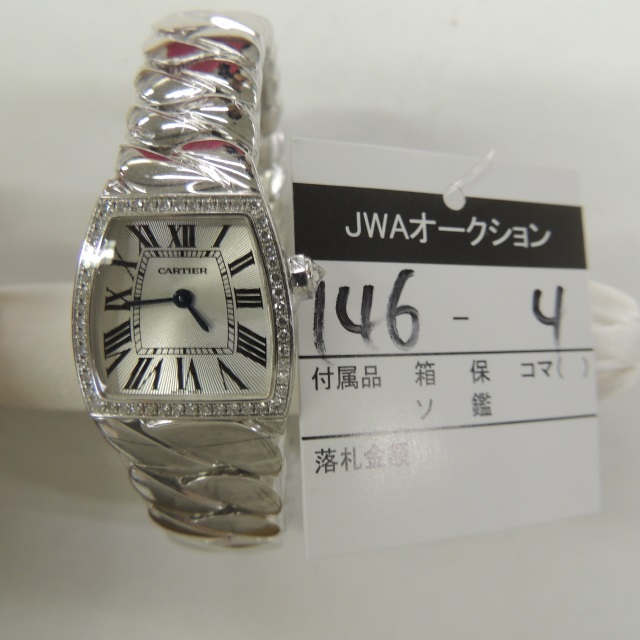 XII
CARTIER
JWAオークション
146 - 4
付属品 箱 保 コマ( )
ソ 鑑
落札金額